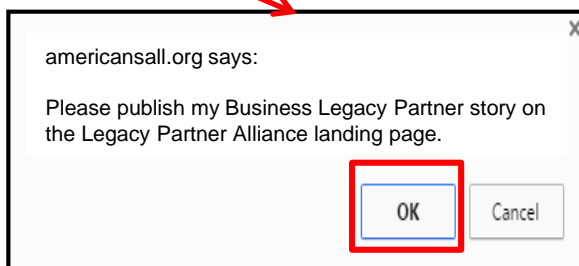 x
americansall.org says:
Please publish my Business Legacy Partner story on
the Legacy Partner Alliance landing page.
OK Cancel